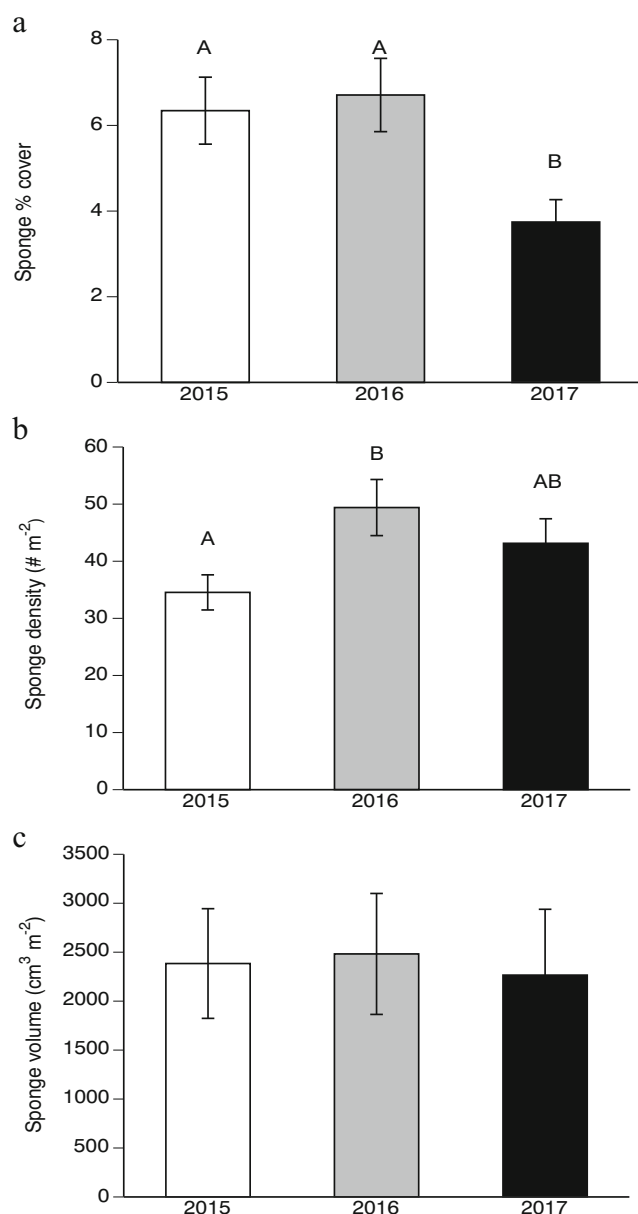 a
8
6
4
2
0
Sponge % cover
A
A
B
2015 2016 2017
b
60
50
40
30
20
10
0
Sponge density (# m⁻²)
A
B
AB
2015 2016 2017
c
3500
3000
2500
2000
1500
1000
500
0
Sponge volume (cm³ m⁻²)
2015 2016 2017